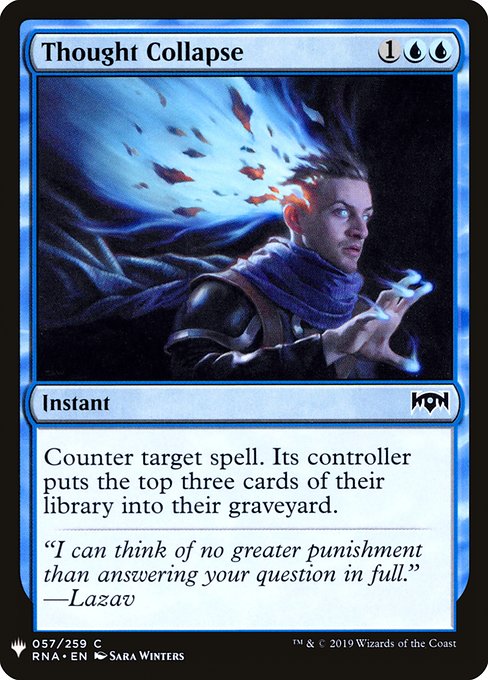 Thought Collapse 1
Instant
Counter target spell. Its controller
puts the top three cards of their
library into their graveyard.
“I can think of no greater punishment
than answering your question in full.”
—Lazav
057/259 C
RNA • EN Sara Winters
™ & © 2019 Wizards of the Coast